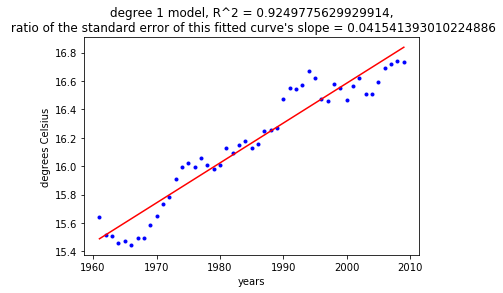 degree 1 model, R^2 = 0.9249775629929914,
ratio of the standard error of this fitted curve's slope = 0.041541393010224886
16.8
16.6
16.4
16.2
16.0
15.8
15.6
15.4
degrees Celsius
1960 1970 1980 1990 2000 2010
years